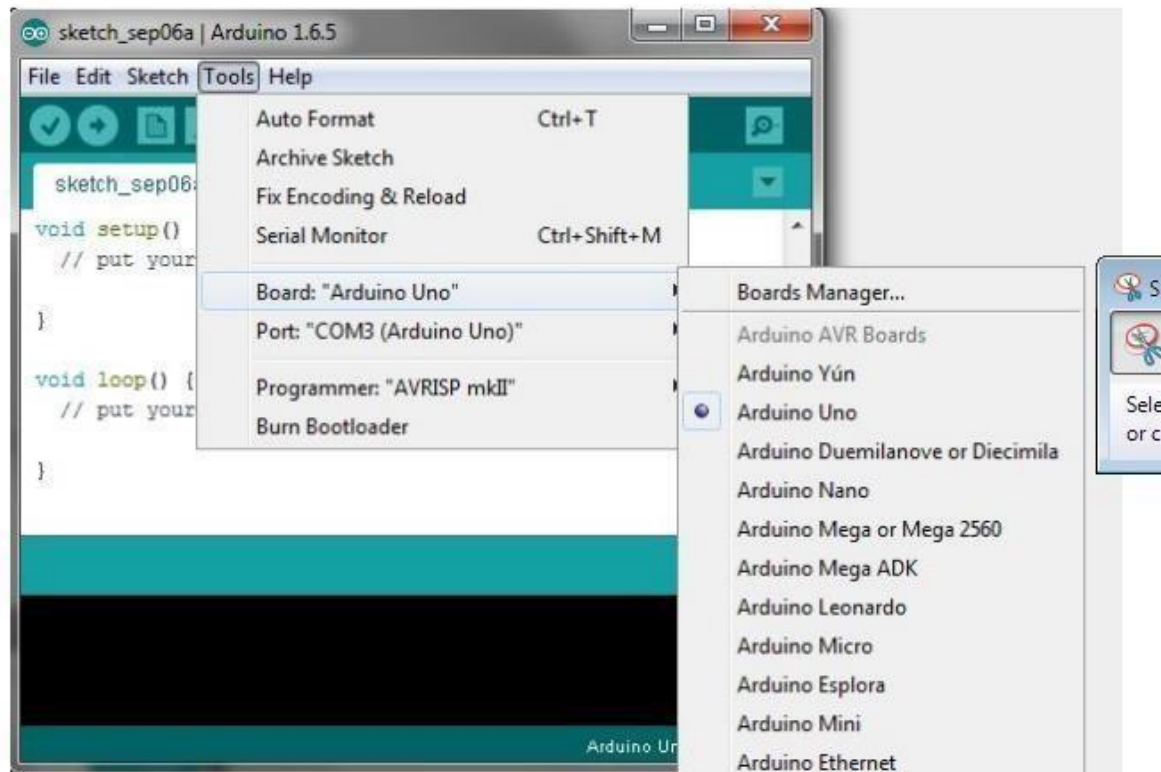 sketch_sep06a | Arduino 1.6.5
File Edit Sketch Tools Help
Auto Format Ctrl+T
Archive Sketch
Fix Encoding & Reload
Serial Monitor Ctrl+Shift+M
Board: "Arduino Uno"
Port: "COM3 (Arduino Uno)"
Programmer: "AVRISP mkII"
Burn Bootloader
sketch_sep06a
void setup()
// put your
}
void loop() {
// put your
}
Boards Manager...
Arduino AVR Boards
Arduino Yún
Arduino Uno
Arduino Duemilanove or Diecimila
Arduino Nano
Arduino Mega or Mega 2560
Arduino Mega ADK
Arduino Leonardo
Arduino Micro
Arduino Esplora
Arduino Mini
Arduino Ethernet
Arduino
or